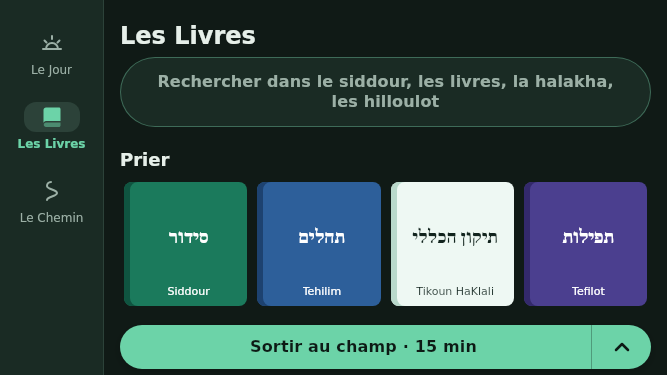 Le Jour
Les Livres
Le Chemin
Les Livres
Rechercher dans le siddour, les livres, la halakha,
les hilloulot
Prier
סידור
Siddour
תהלים
Tehilim
תיקון הכללי
Tikoun HaKlali
תפילות
Tefilot
Sortir au champ · 15 min